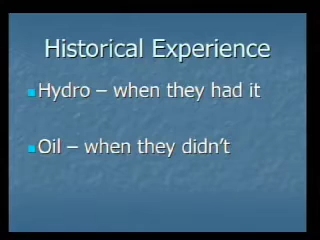 Historical Experience
Hydro – when they had it
Oil – when they didn't